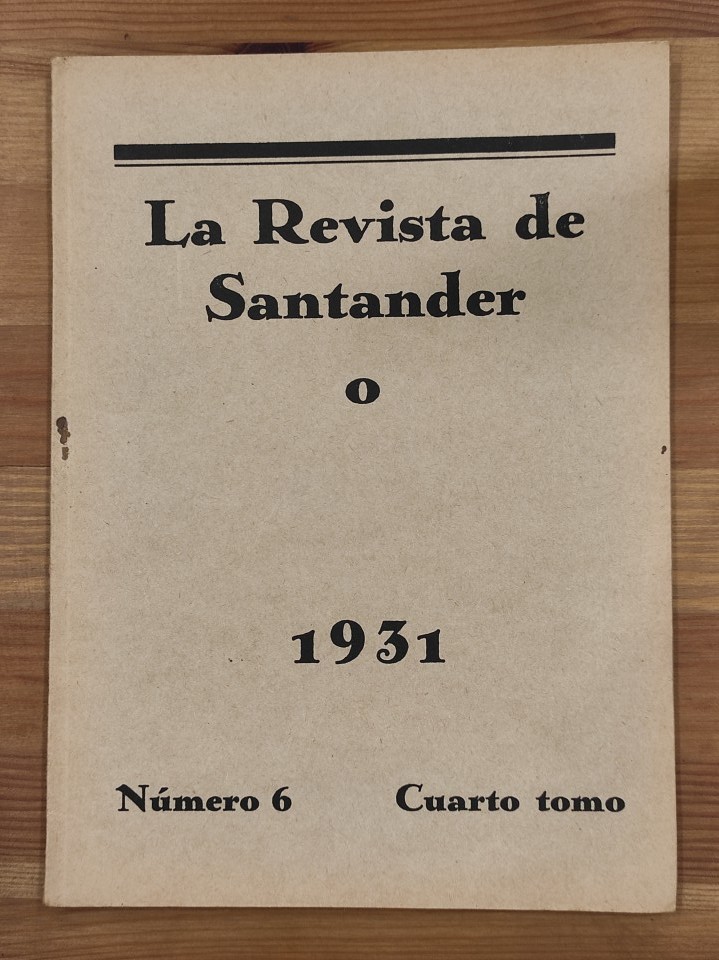 La Revista de
Santander
o
1931
Número 6 Cuarto tomo